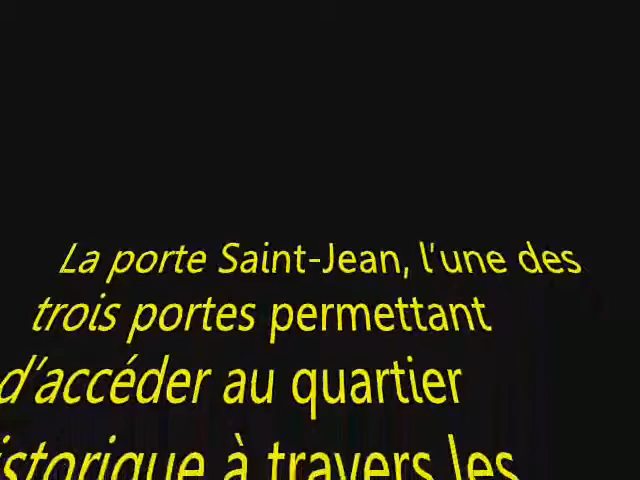 La porte Saint-Jean, l’une des
trois portes permettant
d’accéder au quartier
istorique à travers les